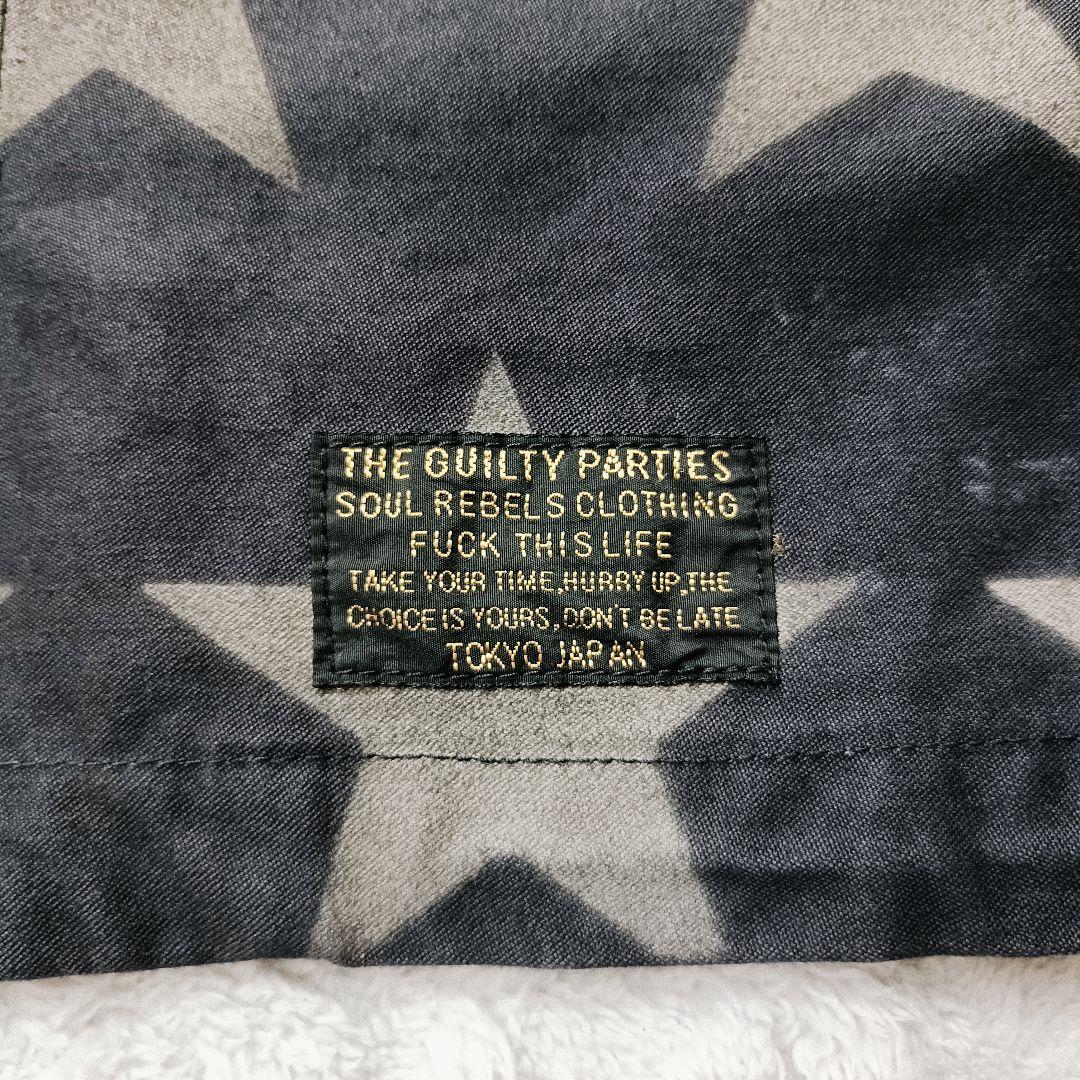 THE GUILTY PARTIES
SOUL REBELS CLOTHING
FUCK THIS LIFE
TAKE YOUR TIME,HURRY UP,THE
CHOICE IS YOURS,DON'T BE LATE
TOKYO JAPAN